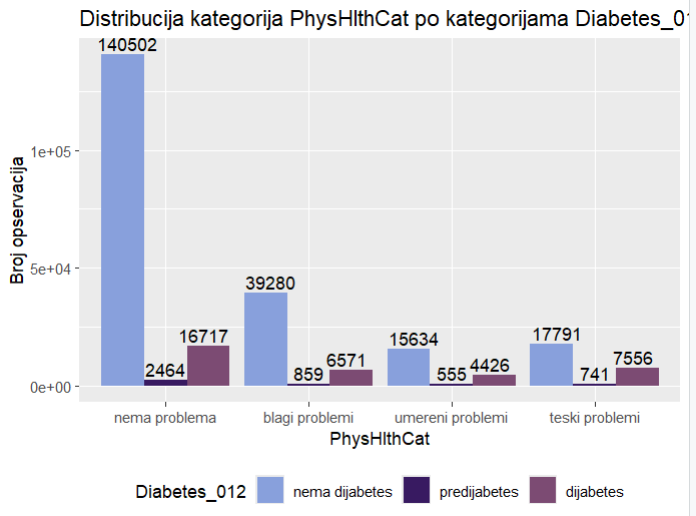 Distribucija kategorija PhysHlthCat po kategorijama Diabetes_01
140502
1e+05
Broj opservacija
5e+04
39280
16717
15634
17791
2464
859
6571
555
4426
741
7556
0e+00
nema problema
blagi problemi
umereni problemi
teski problemi
PhysHlthCat
Diabetes_012
nema dijabetes
predijabetes
dijabetes